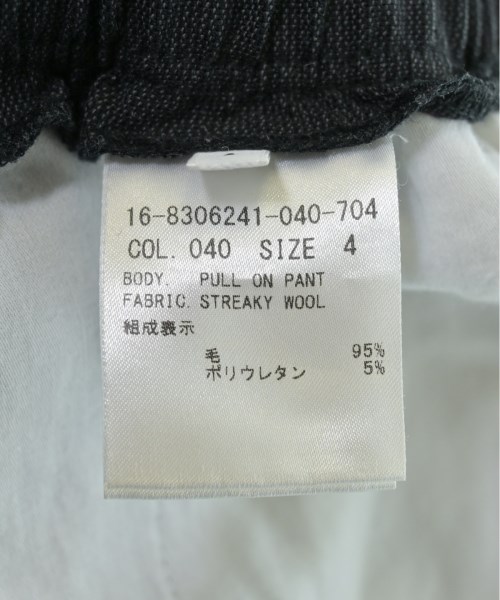 16-8306241-040-704
COL. 040 SIZE 4
BODY. PULL ON PANT
FABRIC. STREAKY WOOL
組成表示
毛 95%
ポリウレタン 5%